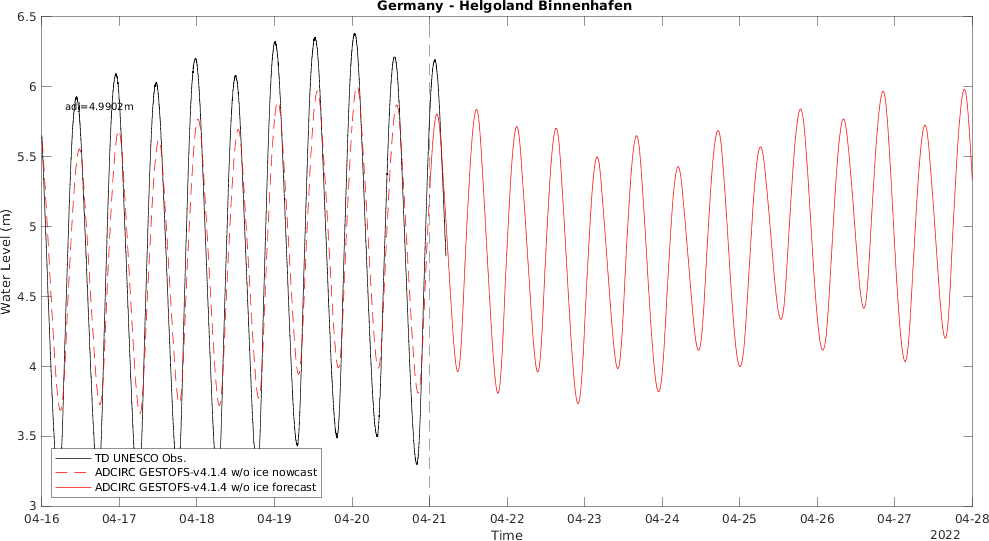 Germany - Helgoland Binnenhafen
6.5
6
5.5
5
4.5
4
3.5
3
Water Level (m)
adj=4.9902m
TD UNESCO Obs.
ADCIRC GESTOFS-v4.1.4 w/o ice nowcast
ADCIRC GESTOFS-v4.1.4 w/o ice forecast
04-16 04-17 04-18 04-19 04-20 04-21 04-22 04-23 04-24 04-25 04-26 04-27 04-28
Time
2022